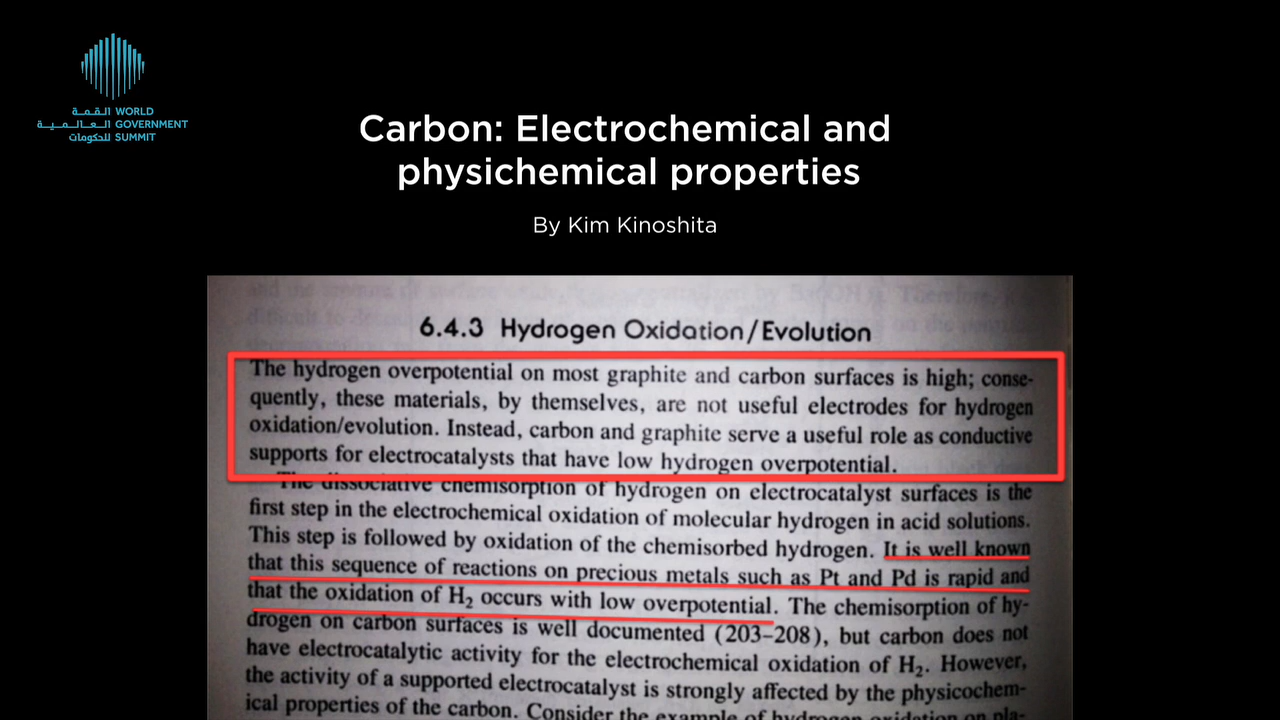 القمة WORLD
العالمية GOVERNMENT
للحكومات SUMMIT
Carbon: Electrochemical and
physichemical properties
By Kim Kinoshita
6.4.3 Hydrogen Oxidation/Evolution
The hydrogen overpotential on most graphite and carbon surfaces is high; conse-
quently, these materials, by themselves, are not useful electrodes for hydrogen
oxidation/evolution. Instead, carbon and graphite serve a useful role as conductive
supports for electrocatalysts that have low hydrogen overpotential.
The dissociative chemisorption of hydrogen on electrocatalyst surfaces is the
first step in the electrochemical oxidation of molecular hydrogen in acid solutions.
This step is followed by oxidation of the chemisorbed hydrogen. It is well known
that this sequence of reactions on precious metals such as Pt and Pd is rapid and
that the oxidation of H₂ occurs with low overpotential. The chemisorption of hy-
drogen on carbon surfaces is well documented (203–208), but carbon does not
have electrocatalytic activity for the electrochemical oxidation of H₂. However,
the activity of a supported electrocatalyst is strongly affected by the physicochem-
ical properties of the carbon. Consider the example of hydrogen oxidation on pla-